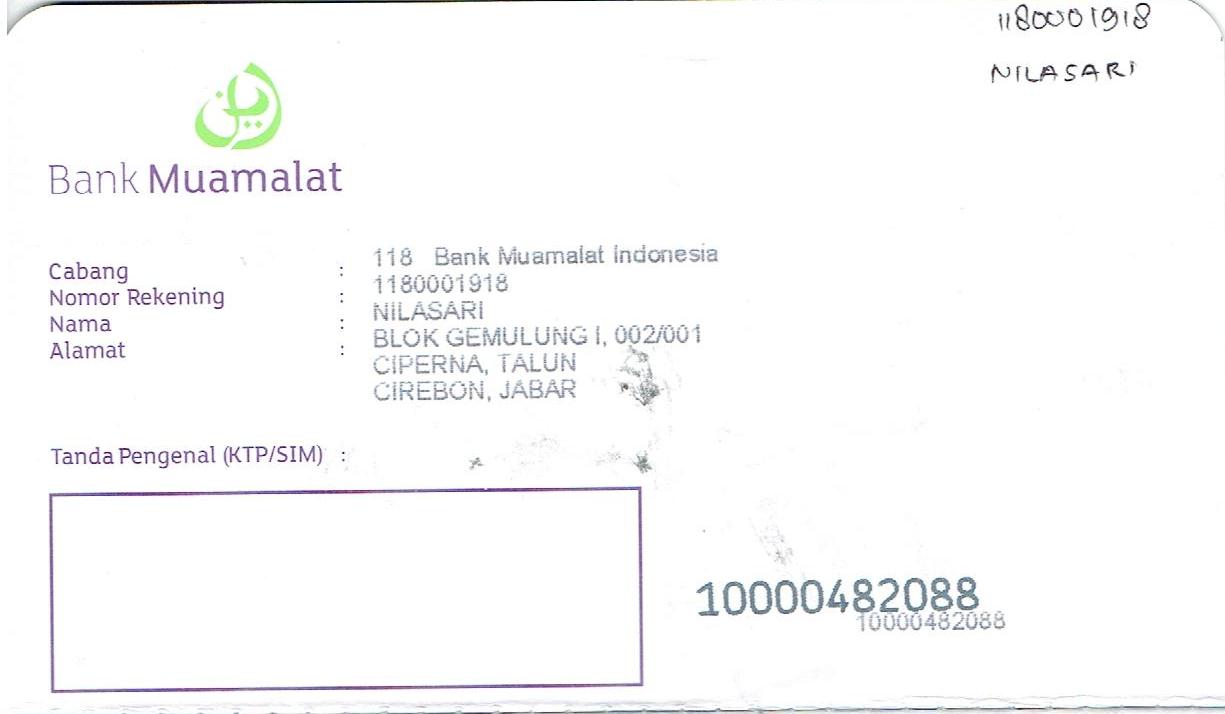 1180001918
NILASARI
Bank Muamalat
Cabang : 118 Bank Muamalat Indonesia
Nomor Rekening : 1180001918
Nama : NILASARI
Alamat : BLOK GEMULUNG I, 002/001
CIPERNA, TALUN
CIREBON, JABAR
Tanda Pengenal (KTP/SIM) :
10000482088
10000482088